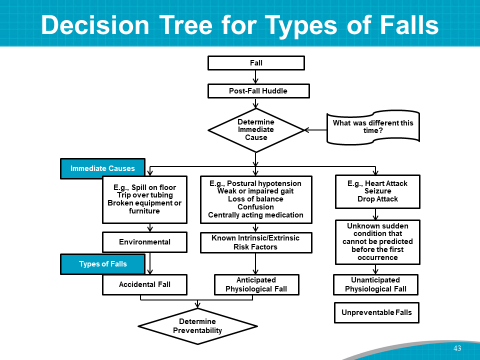 Decision Tree for Types of Falls
Fall
Post-Fall Huddle
Determine
Immediate
Cause
What was different this
time?
Immediate Causes
E.g., Spill on floor
Trip over tubing
Broken equipment or
furniture
E.g., Postural hypotension
Weak or impaired gait
Loss of balance
Confusion
Centrally acting medication
E.g., Heart Attack
Seizure
Drop Attack
Environmental
Known Intrinsic/Extrinsic
Risk Factors
Unknown sudden
condition that
cannot be predicted
before the first
occurrence
Types of Falls
Accidental Fall
Anticipated
Physiological Fall
Unanticipated
Physiological Fall
Unpreventable Falls
Determine
Preventability
43